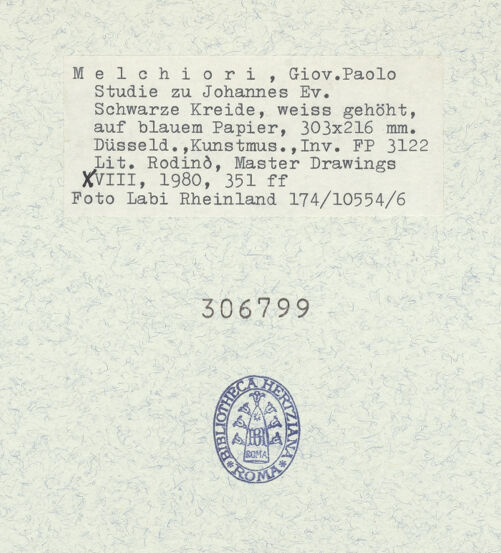 M e l c h i o r i , Giov.Paolo
Studie zu Johannes Ev.
Schwarze Kreide, weiss gehöht,
auf blauem Papier, 303x216 mm.
Düsseld.,Kunstmus.,Inv. FP 3122
Lit. Rodinò, Master Drawings
XVIII, 1980, 351 ff
Foto Labi Rheinland 174/10554/6
306799
BIBLIOTHECA HERTZIANA
BH
ROMA
*ROMA*